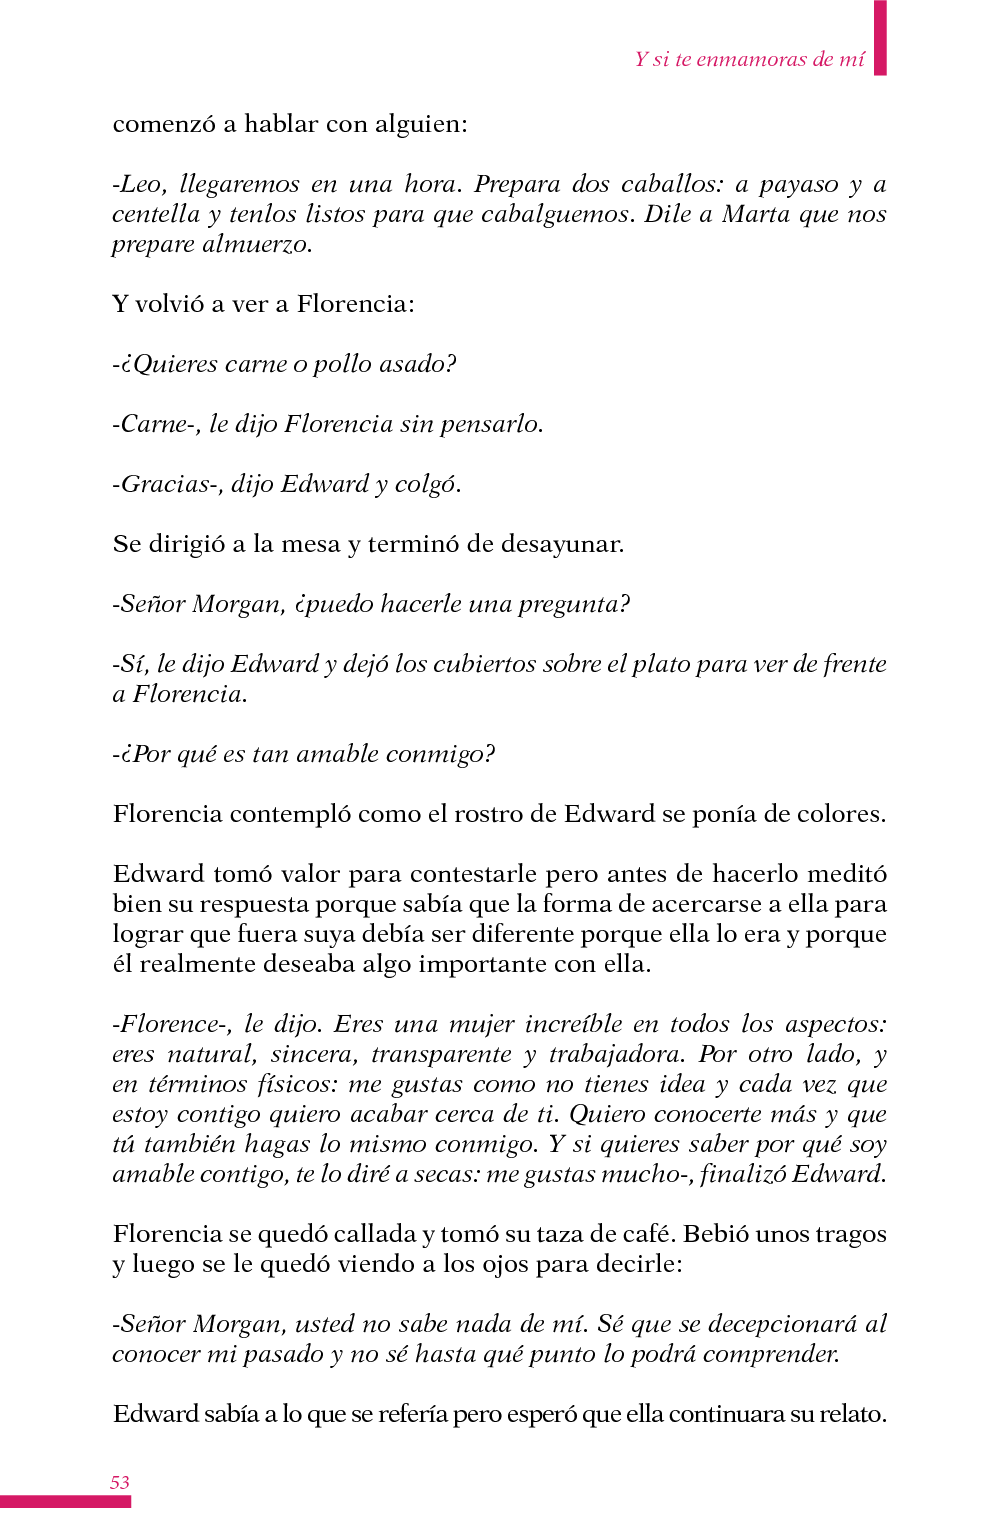 Y si te enmamoras de mí
comenzó a hablar con alguien:
-Leo, llegaremos en una hora. Prepara dos caballos: a payaso y a
centella y tenlos listos para que cabalguemos. Dile a Marta que nos
prepare almuerzo.
Y volvió a ver a Florencia:
-¿Quieres carne o pollo asado?
-Carne-, le dijo Florencia sin pensarlo.
-Gracias-, dijo Edward y colgó.
Se dirigió a la mesa y terminó de desayunar.
-Señor Morgan, ¿puedo hacerle una pregunta?
-Sí, le dijo Edward y dejó los cubiertos sobre el plato para ver de frente
a Florencia.
-¿Por qué es tan amable conmigo?
Florencia contempló como el rostro de Edward se ponía de colores.
Edward tomó valor para contestarle pero antes de hacerlo meditó
bien su respuesta porque sabía que la forma de acercarse a ella para
lograr que fuera suya debía ser diferente porque ella lo era y porque
él realmente deseaba algo importante con ella.
-Florence-, le dijo. Eres una mujer increíble en todos los aspectos:
eres natural, sincera, transparente y trabajadora. Por otro lado, y
en términos físicos: me gustas como no tienes idea y cada vez que
estoy contigo quiero acabar cerca de ti. Quiero conocerte más y que
tú también hagas lo mismo conmigo. Y si quieres saber por qué soy
amable contigo, te lo diré a secas: me gustas mucho-, finalizó Edward.
Florencia se quedó callada y tomó su taza de café. Bebió unos tragos
y luego se le quedó viendo a los ojos para decirle:
-Señor Morgan, usted no sabe nada de mí. Sé que se decepcionará al
conocer mi pasado y no sé hasta qué punto lo podrá comprender.
Edward sabía a lo que se refería pero esperó que ella continuara su relato.
53